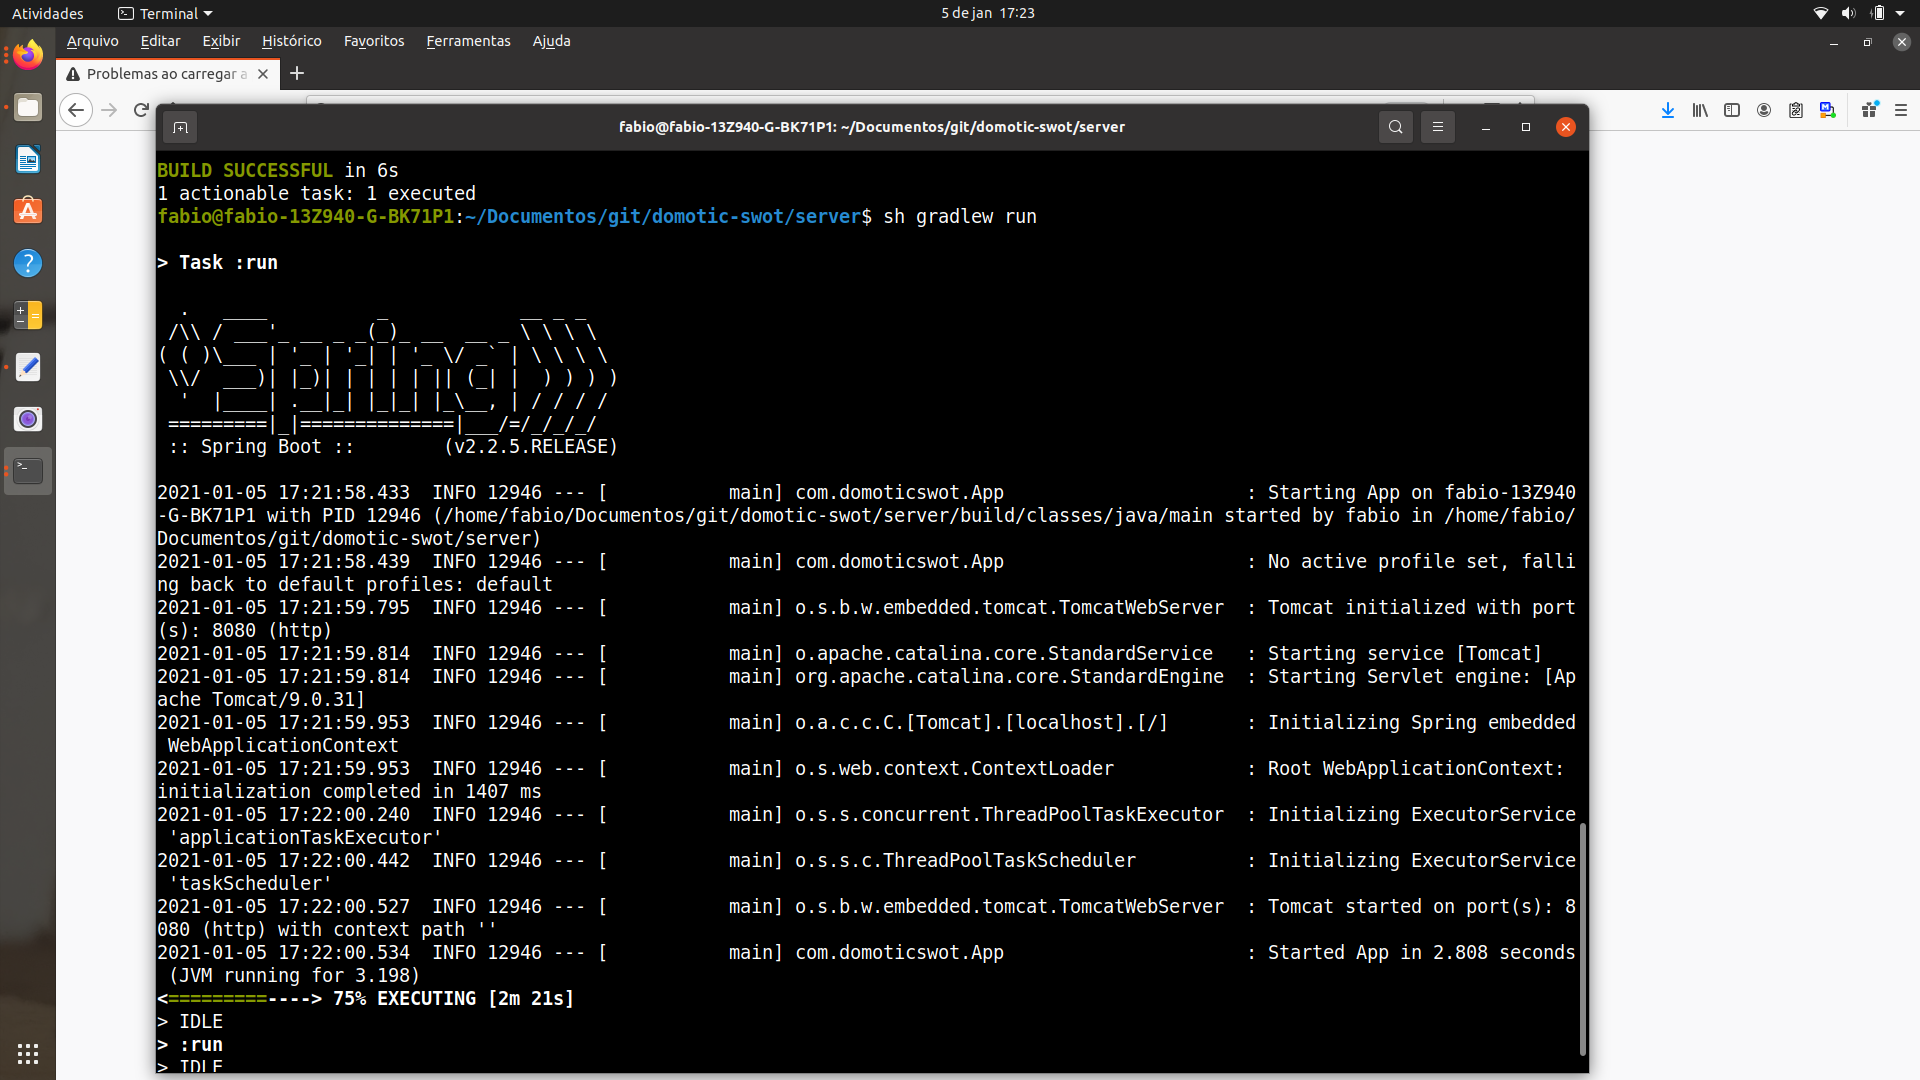 Atividades
Terminal
5 de jan 17:23
Arquivo Editar Exibir Histórico Favoritos Ferramentas Ajuda
Problemas ao carregar a
fabio@fabio-13Z940-G-BK71P1: ~/Documentos/git/domotic-swot/server
BUILD SUCCESSFUL in 6s
1 actionable task: 1 executed
fabio@fabio-13Z940-G-BK71P1:~/Documentos/git/domotic-swot/server$ sh gradlew run
> Task :run
  .   ____          _            __ _ _
 /\\ / ___'_ __ _ _(_)_ __  __ _ \ \ \ \
( ( )\___ | '_ | '_| | '_ \/ _` | \ \ \ \
 \\/  ___)| |_)| | | | | || (_| |  ) ) ) )
  '  |____| .__|_| |_|_| |_\__, | / / / /
 =========|_|==============|___/=/_/_/_/
 :: Spring Boot ::        (v2.2.5.RELEASE)
2021-01-05 17:21:58.433  INFO 12946 --- [           main] com.domoticswot.App                      : Starting App on fabio-13Z940
-G-BK71P1 with PID 12946 (/home/fabio/Documentos/git/domotic-swot/server/build/classes/java/main started by fabio in /home/fabio/
Documentos/git/domotic-swot/server)
2021-01-05 17:21:58.439  INFO 12946 --- [           main] com.domoticswot.App                      : No active profile set, falli
ng back to default profiles: default
2021-01-05 17:21:59.795  INFO 12946 --- [           main] o.s.b.w.embedded.tomcat.TomcatWebServer  : Tomcat initialized with port
(s): 8080 (http)
2021-01-05 17:21:59.814  INFO 12946 --- [           main] o.apache.catalina.core.StandardService   : Starting service [Tomcat]
2021-01-05 17:21:59.814  INFO 12946 --- [           main] org.apache.catalina.core.StandardEngine  : Starting Servlet engine: [Ap
ache Tomcat/9.0.31]
2021-01-05 17:21:59.953  INFO 12946 --- [           main] o.a.c.c.C.[Tomcat].[localhost].[/]       : Initializing Spring embedded
 WebApplicationContext
2021-01-05 17:21:59.953  INFO 12946 --- [           main] o.s.web.context.ContextLoader            : Root WebApplicationContext:
initialization completed in 1407 ms
2021-01-05 17:22:00.240  INFO 12946 --- [           main] o.s.s.concurrent.ThreadPoolTaskExecutor  : Initializing ExecutorService
 'applicationTaskExecutor'
2021-01-05 17:22:00.442  INFO 12946 --- [           main] o.s.s.c.ThreadPoolTaskScheduler          : Initializing ExecutorService
 'taskScheduler'
2021-01-05 17:22:00.527  INFO 12946 --- [           main] o.s.b.w.embedded.tomcat.TomcatWebServer  : Tomcat started on port(s): 8
080 (http) with context path ''
2021-01-05 17:22:00.534  INFO 12946 --- [           main] com.domoticswot.App                      : Started App in 2.808 seconds
 (JVM running for 3.198)
<=========----> 75% EXECUTING [2m 21s]
> IDLE
> :run
> IDLE